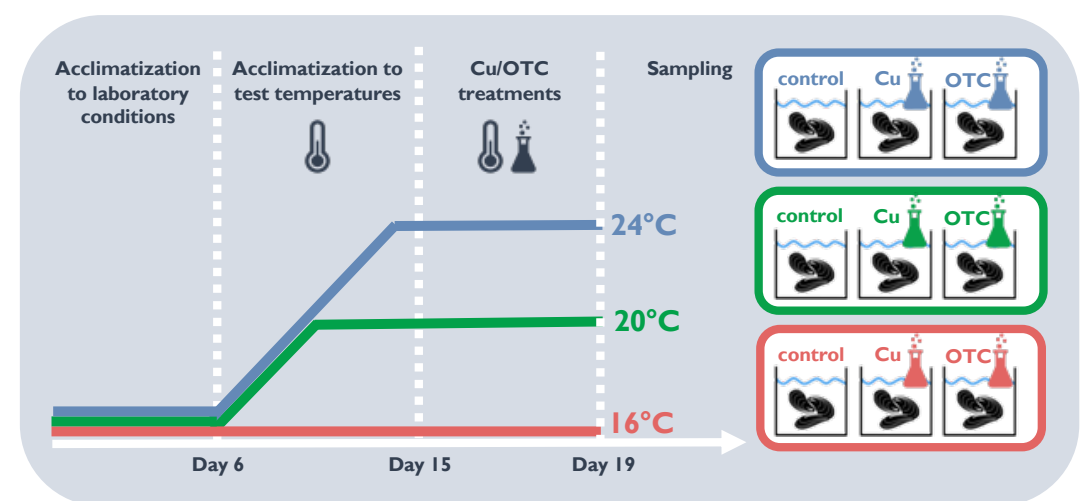 Acclimatization
to laboratory
conditions
Acclimatization to
test temperatures
Cu/OTC
treatments
Sampling
control Cu OTC
24°C
control Cu OTC
20°C
control Cu OTC
16°C
Day 6 Day 15 Day 19